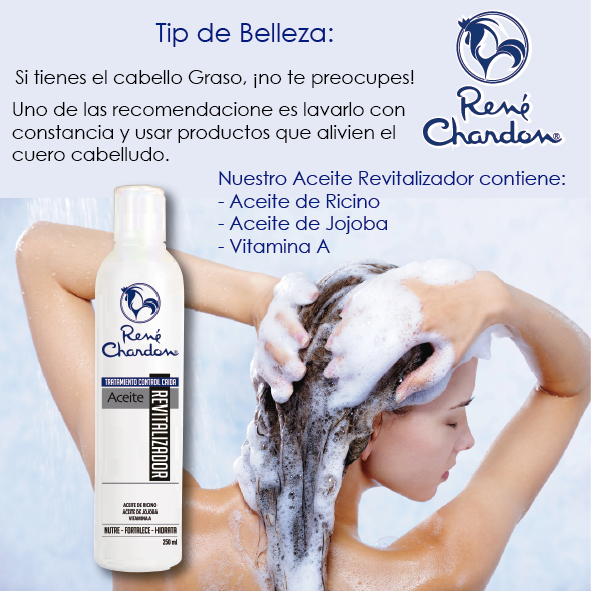 Tip de Belleza:
Si tienes el cabello Graso, ¡no te preocupes!
Uno de las recomendacione es lavarlo con
constancia y usar productos que alivien el
cuero cabelludo.
René
Chardon®
Nuestro Aceite Revitalizador contiene:
- Aceite de Ricino
- Aceite de Jojoba
- Vitamina A
René
Chardon®
TRATAMIENTO CONTROL CAIDA
Aceite
REVITALIZADOR
ACEITE DE RICINO
ACEITE DE JOJOBA
VITAMINA A
NUTRE - FORTALECE - HIDRATA
250 ml